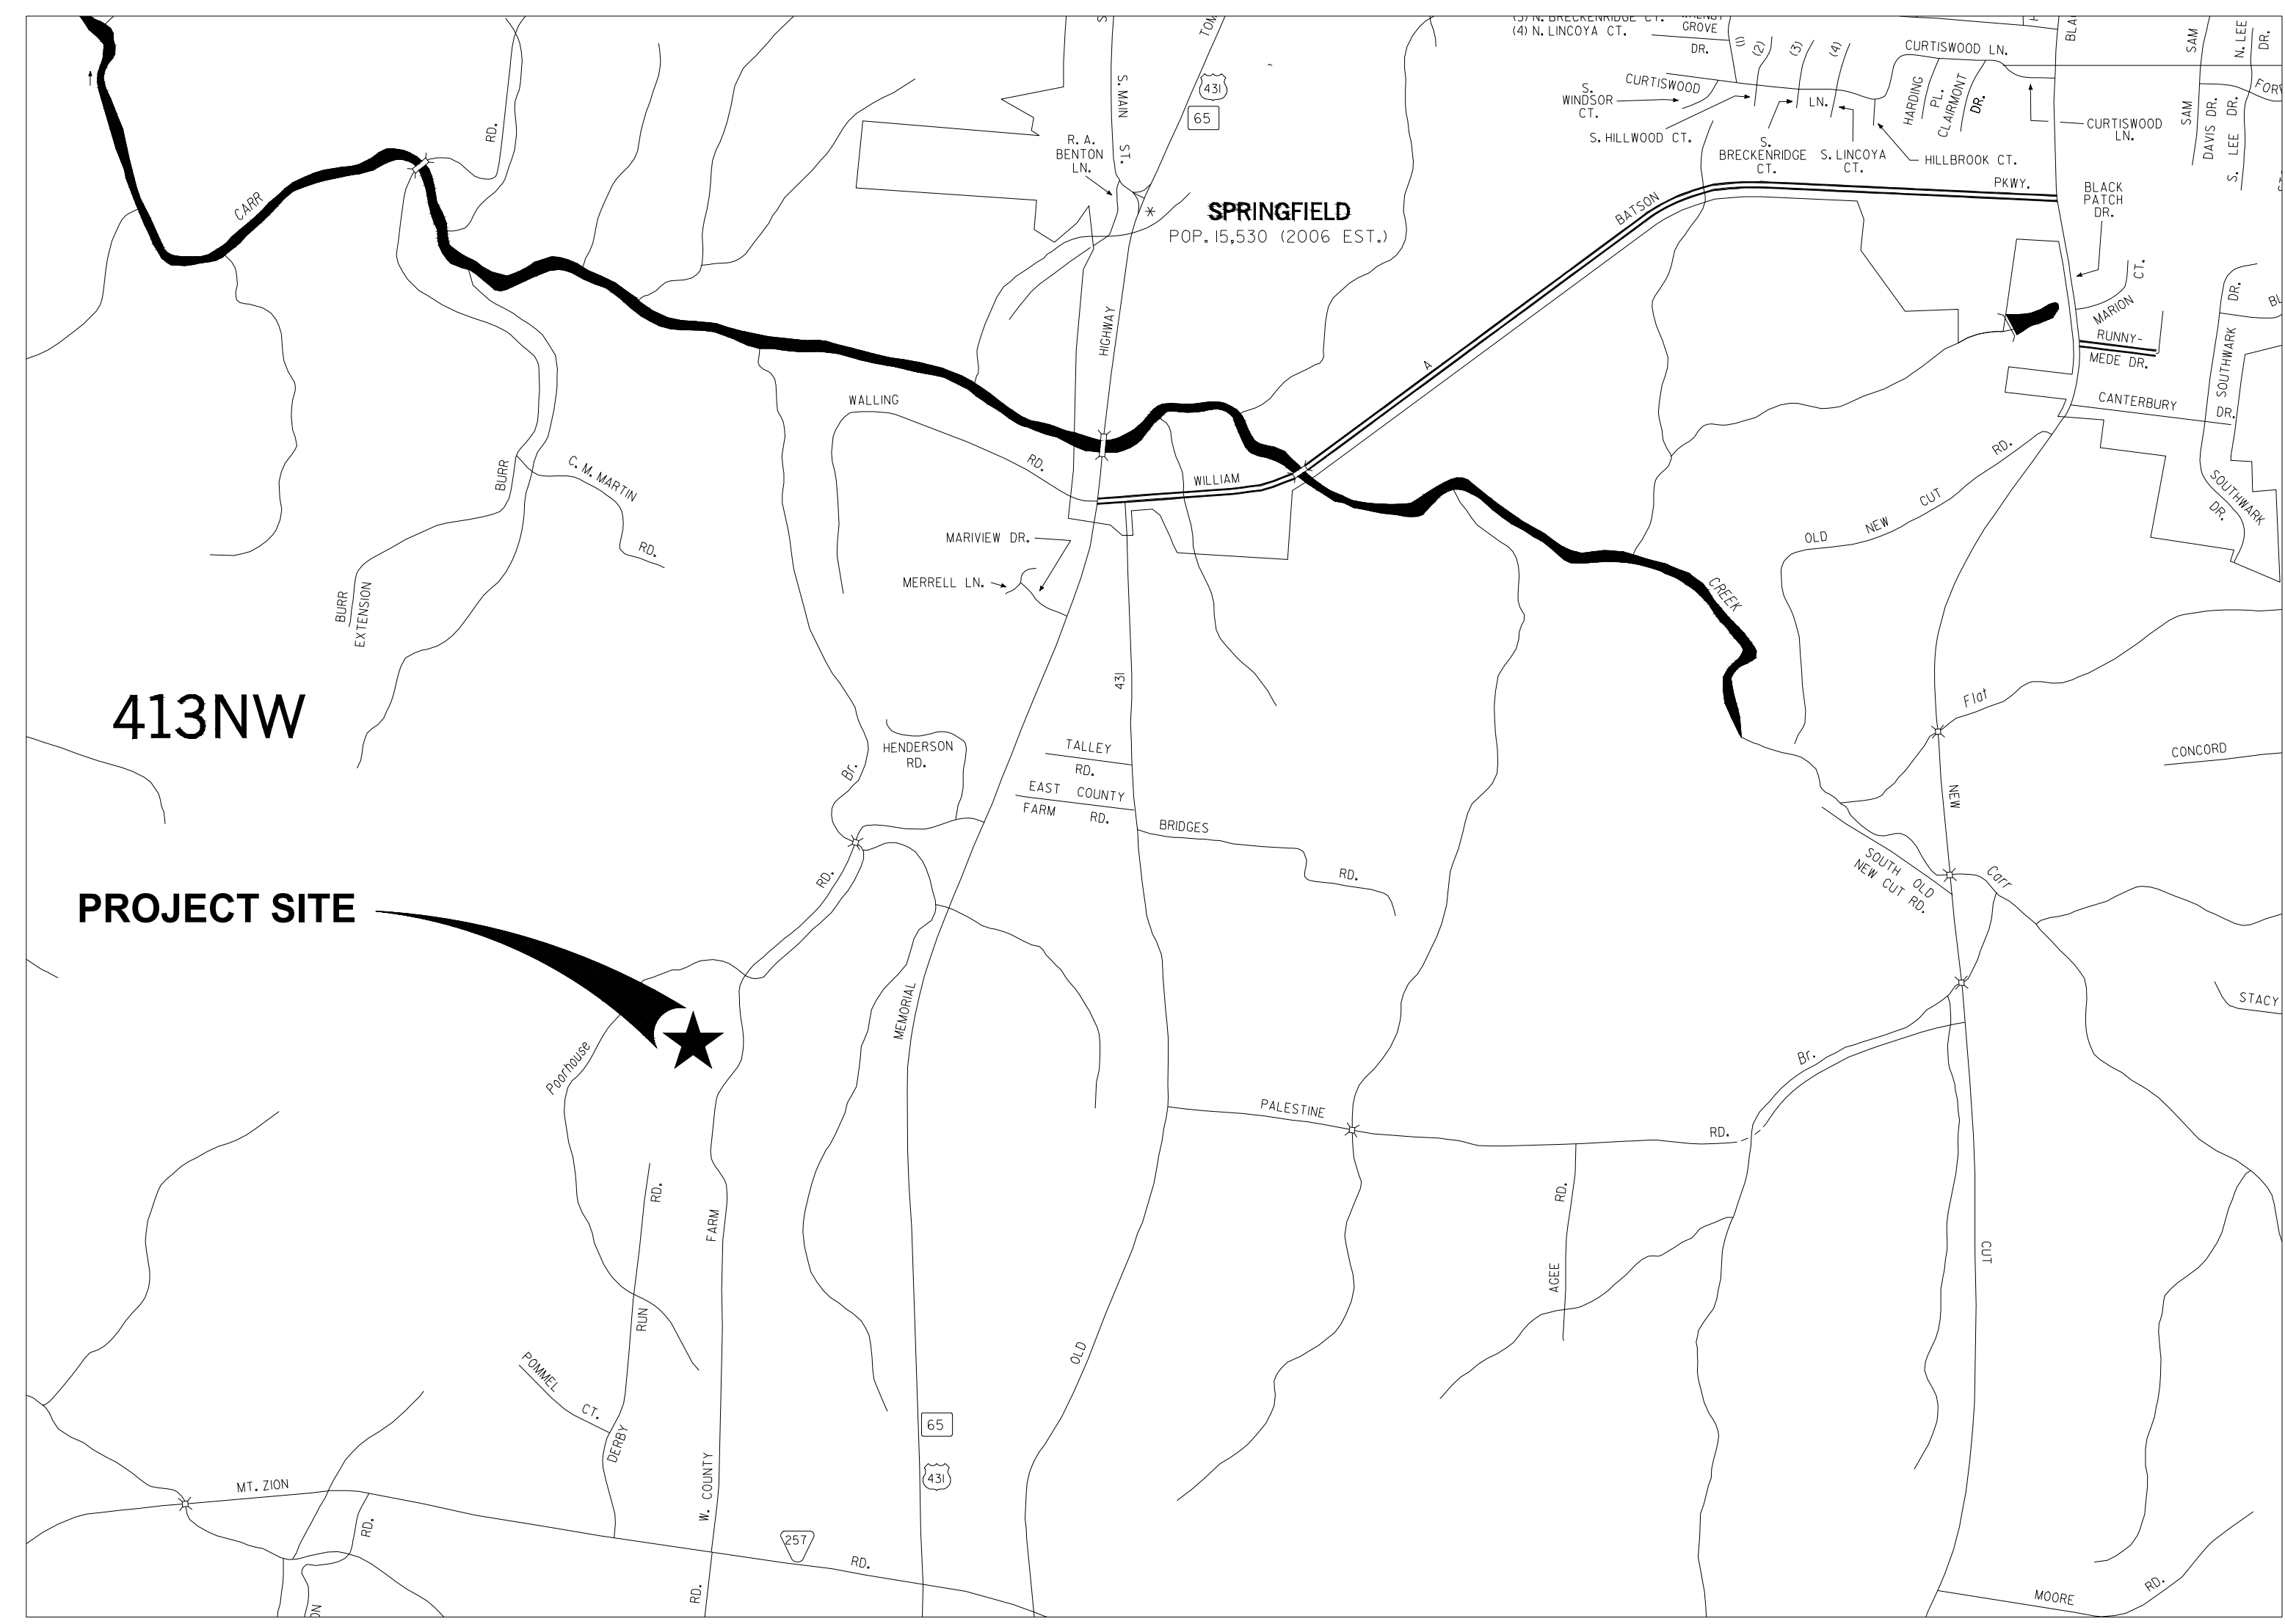 (4) N. LINCOYA CT.
GROVE
DR.
(1)
(2)
(3)
(4)
CURTISWOOD LN.
SAM
N. LEE
DR.
S. MAIN
ST.
431
65
CURTISWOOD
LN.
S.
WINDSOR
CT.
S. HILLWOOD CT.
S.
BRECKENRIDGE
CT.
S. LINCOYA
CT.
HILLBROOK CT.
HARDING
PL.
CLAIRMONT
DR.
CURTISWOOD
LN.
SAM
DAVIS DR.
S. LEE DR.
RD.
R. A.
BENTON
LN.
CARR
SPRINGFIELD
POP. 15,530 (2006 EST.)
BATSON
PKWY.
BLACK
PATCH
DR.
CT.
MARION
DR.
RUNNY-
MEDE DR.
SOUTHWARK
DR.
HIGHWAY
A
WALLING
RD.
CANTERBURY
WILLIAM
BURR
C. M. MARTIN
RD.
RD.
OLD NEW CUT
SOUTHWARK
DR.
MARIVIEW DR.
MERRELL LN.
BURR
EXTENSION
CREEK
431
413NW
Flat
HENDERSON
RD.
TALLEY
RD.
EAST COUNTY
FARM RD.
CONCORD
Br.
NEW
BRIDGES
RD.
RD.
SOUTH OLD
NEW CUT RD.
Carr
PROJECT SITE
STACY
MEMORIAL
Poorhouse
Br.
PALESTINE
RD.
RD.
FARM
RD.
AGEE
CUT
RUN
OLD
POMMEL
CT.
DERBY
65
431
W. COUNTY
MT. ZION
RD.
257
RD.
RD.
MOORE
RD.